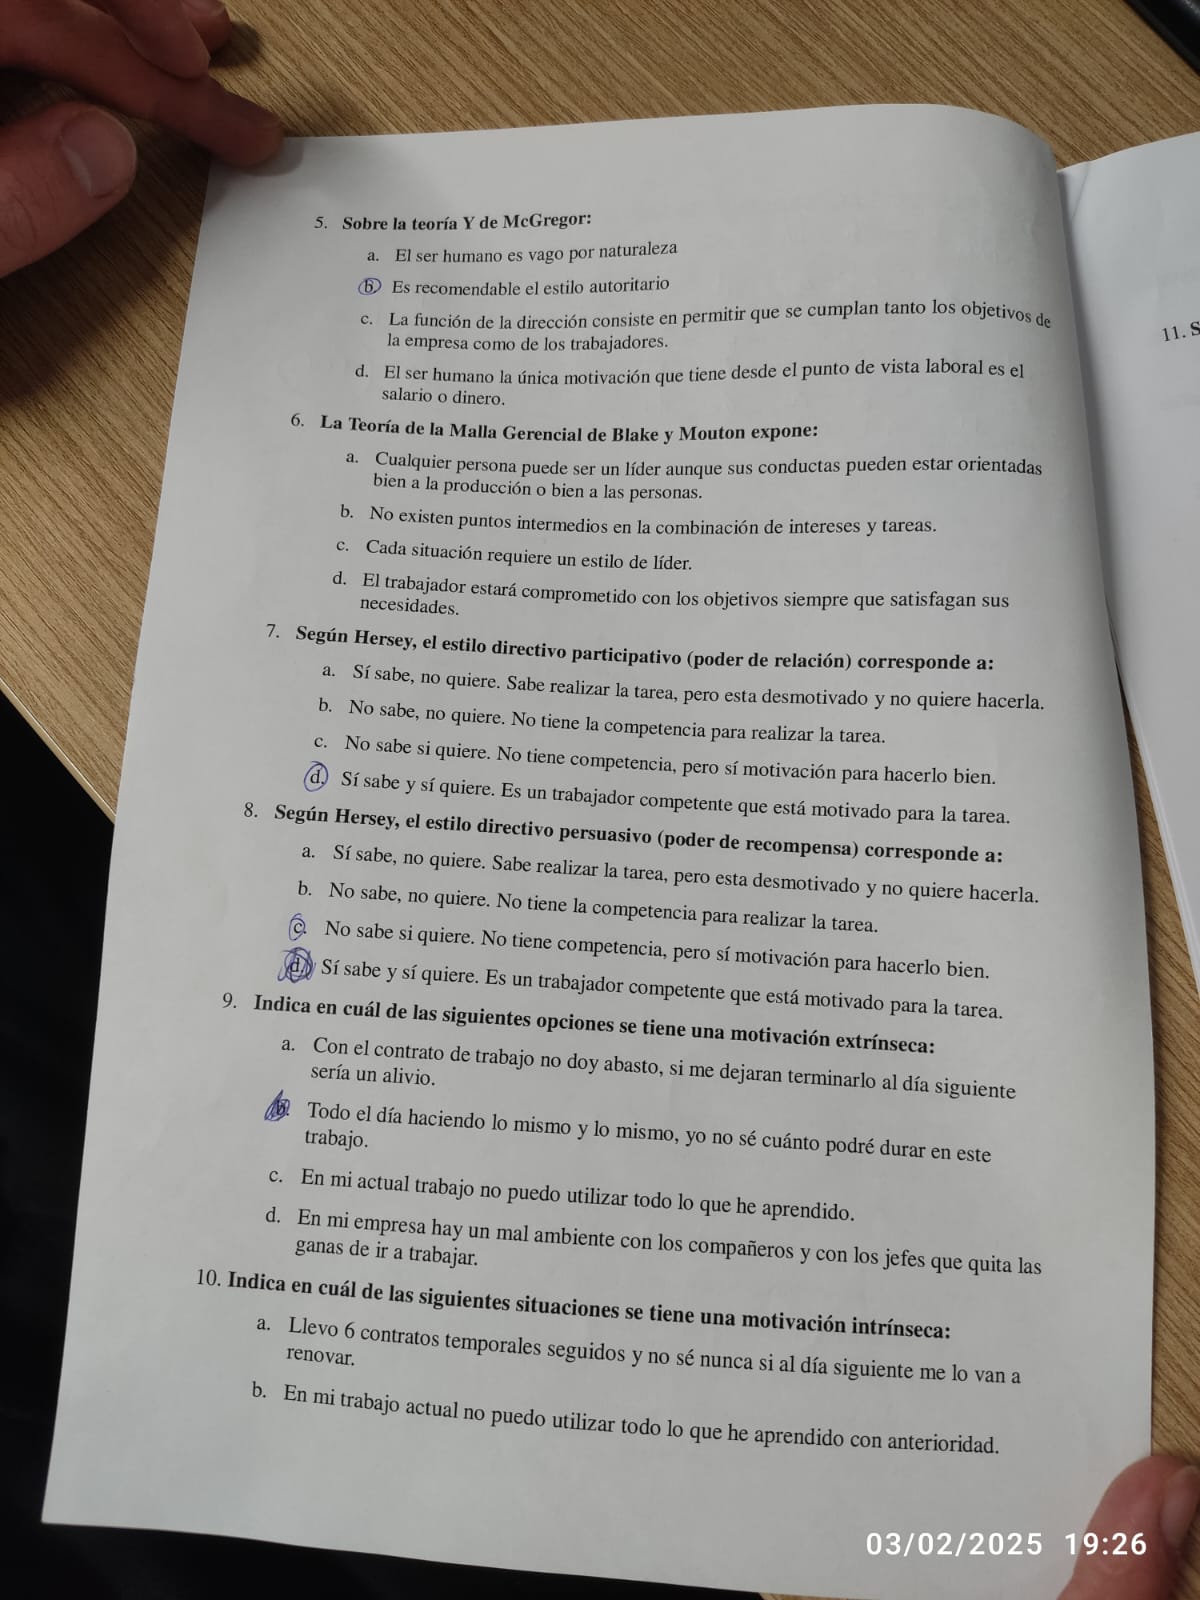 5. Sobre la teoría Y de McGregor:
a. El ser humano es vago por naturaleza
b. Es recomendable el estilo autoritario
c. La función de la dirección consiste en permitir que se cumplan tanto los objetivos de
la empresa como de los trabajadores.
d. El ser humano la única motivación que tiene desde el punto de vista laboral es el
salario o dinero.
6. La Teoría de la Malla Gerencial de Blake y Mouton expone:
a. Cualquier persona puede ser un líder aunque sus conductas pueden estar orientadas
bien a la producción o bien a las personas.
b. No existen puntos intermedios en la combinación de intereses y tareas.
c. Cada situación requiere un estilo de líder.
d. El trabajador estará comprometido con los objetivos siempre que satisfagan sus
necesidades.
7. Según Hersey, el estilo directivo participativo (poder de relación) corresponde a:
a. Sí sabe, no quiere. Sabe realizar la tarea, pero esta desmotivado y no quiere hacerla.
b. No sabe, no quiere. No tiene la competencia para realizar la tarea.
c. No sabe si quiere. No tiene competencia, pero sí motivación para hacerlo bien.
d. Sí sabe y sí quiere. Es un trabajador competente que está motivado para la tarea.
8. Según Hersey, el estilo directivo persuasivo (poder de recompensa) corresponde a:
a. Sí sabe, no quiere. Sabe realizar la tarea, pero esta desmotivado y no quiere hacerla.
b. No sabe, no quiere. No tiene la competencia para realizar la tarea.
c. No sabe si quiere. No tiene competencia, pero sí motivación para hacerlo bien.
d. Sí sabe y sí quiere. Es un trabajador competente que está motivado para la tarea.
9. Indica en cuál de las siguientes opciones se tiene una motivación extrínseca:
a. Con el contrato de trabajo no doy abasto, si me dejaran terminarlo al día siguiente
sería un alivio.
b. Todo el día haciendo lo mismo y lo mismo, yo no sé cuánto podré durar en este
trabajo.
c. En mi actual trabajo no puedo utilizar todo lo que he aprendido.
d. En mi empresa hay un mal ambiente con los compañeros y con los jefes que quita las
ganas de ir a trabajar.
10. Indica en cuál de las siguientes situaciones se tiene una motivación intrínseca:
a. Llevo 6 contratos temporales seguidos y no sé nunca si al día siguiente me lo van a
renovar.
b. En mi trabajo actual no puedo utilizar todo lo que he aprendido con anterioridad.
11. S
03/02/2025 19:26